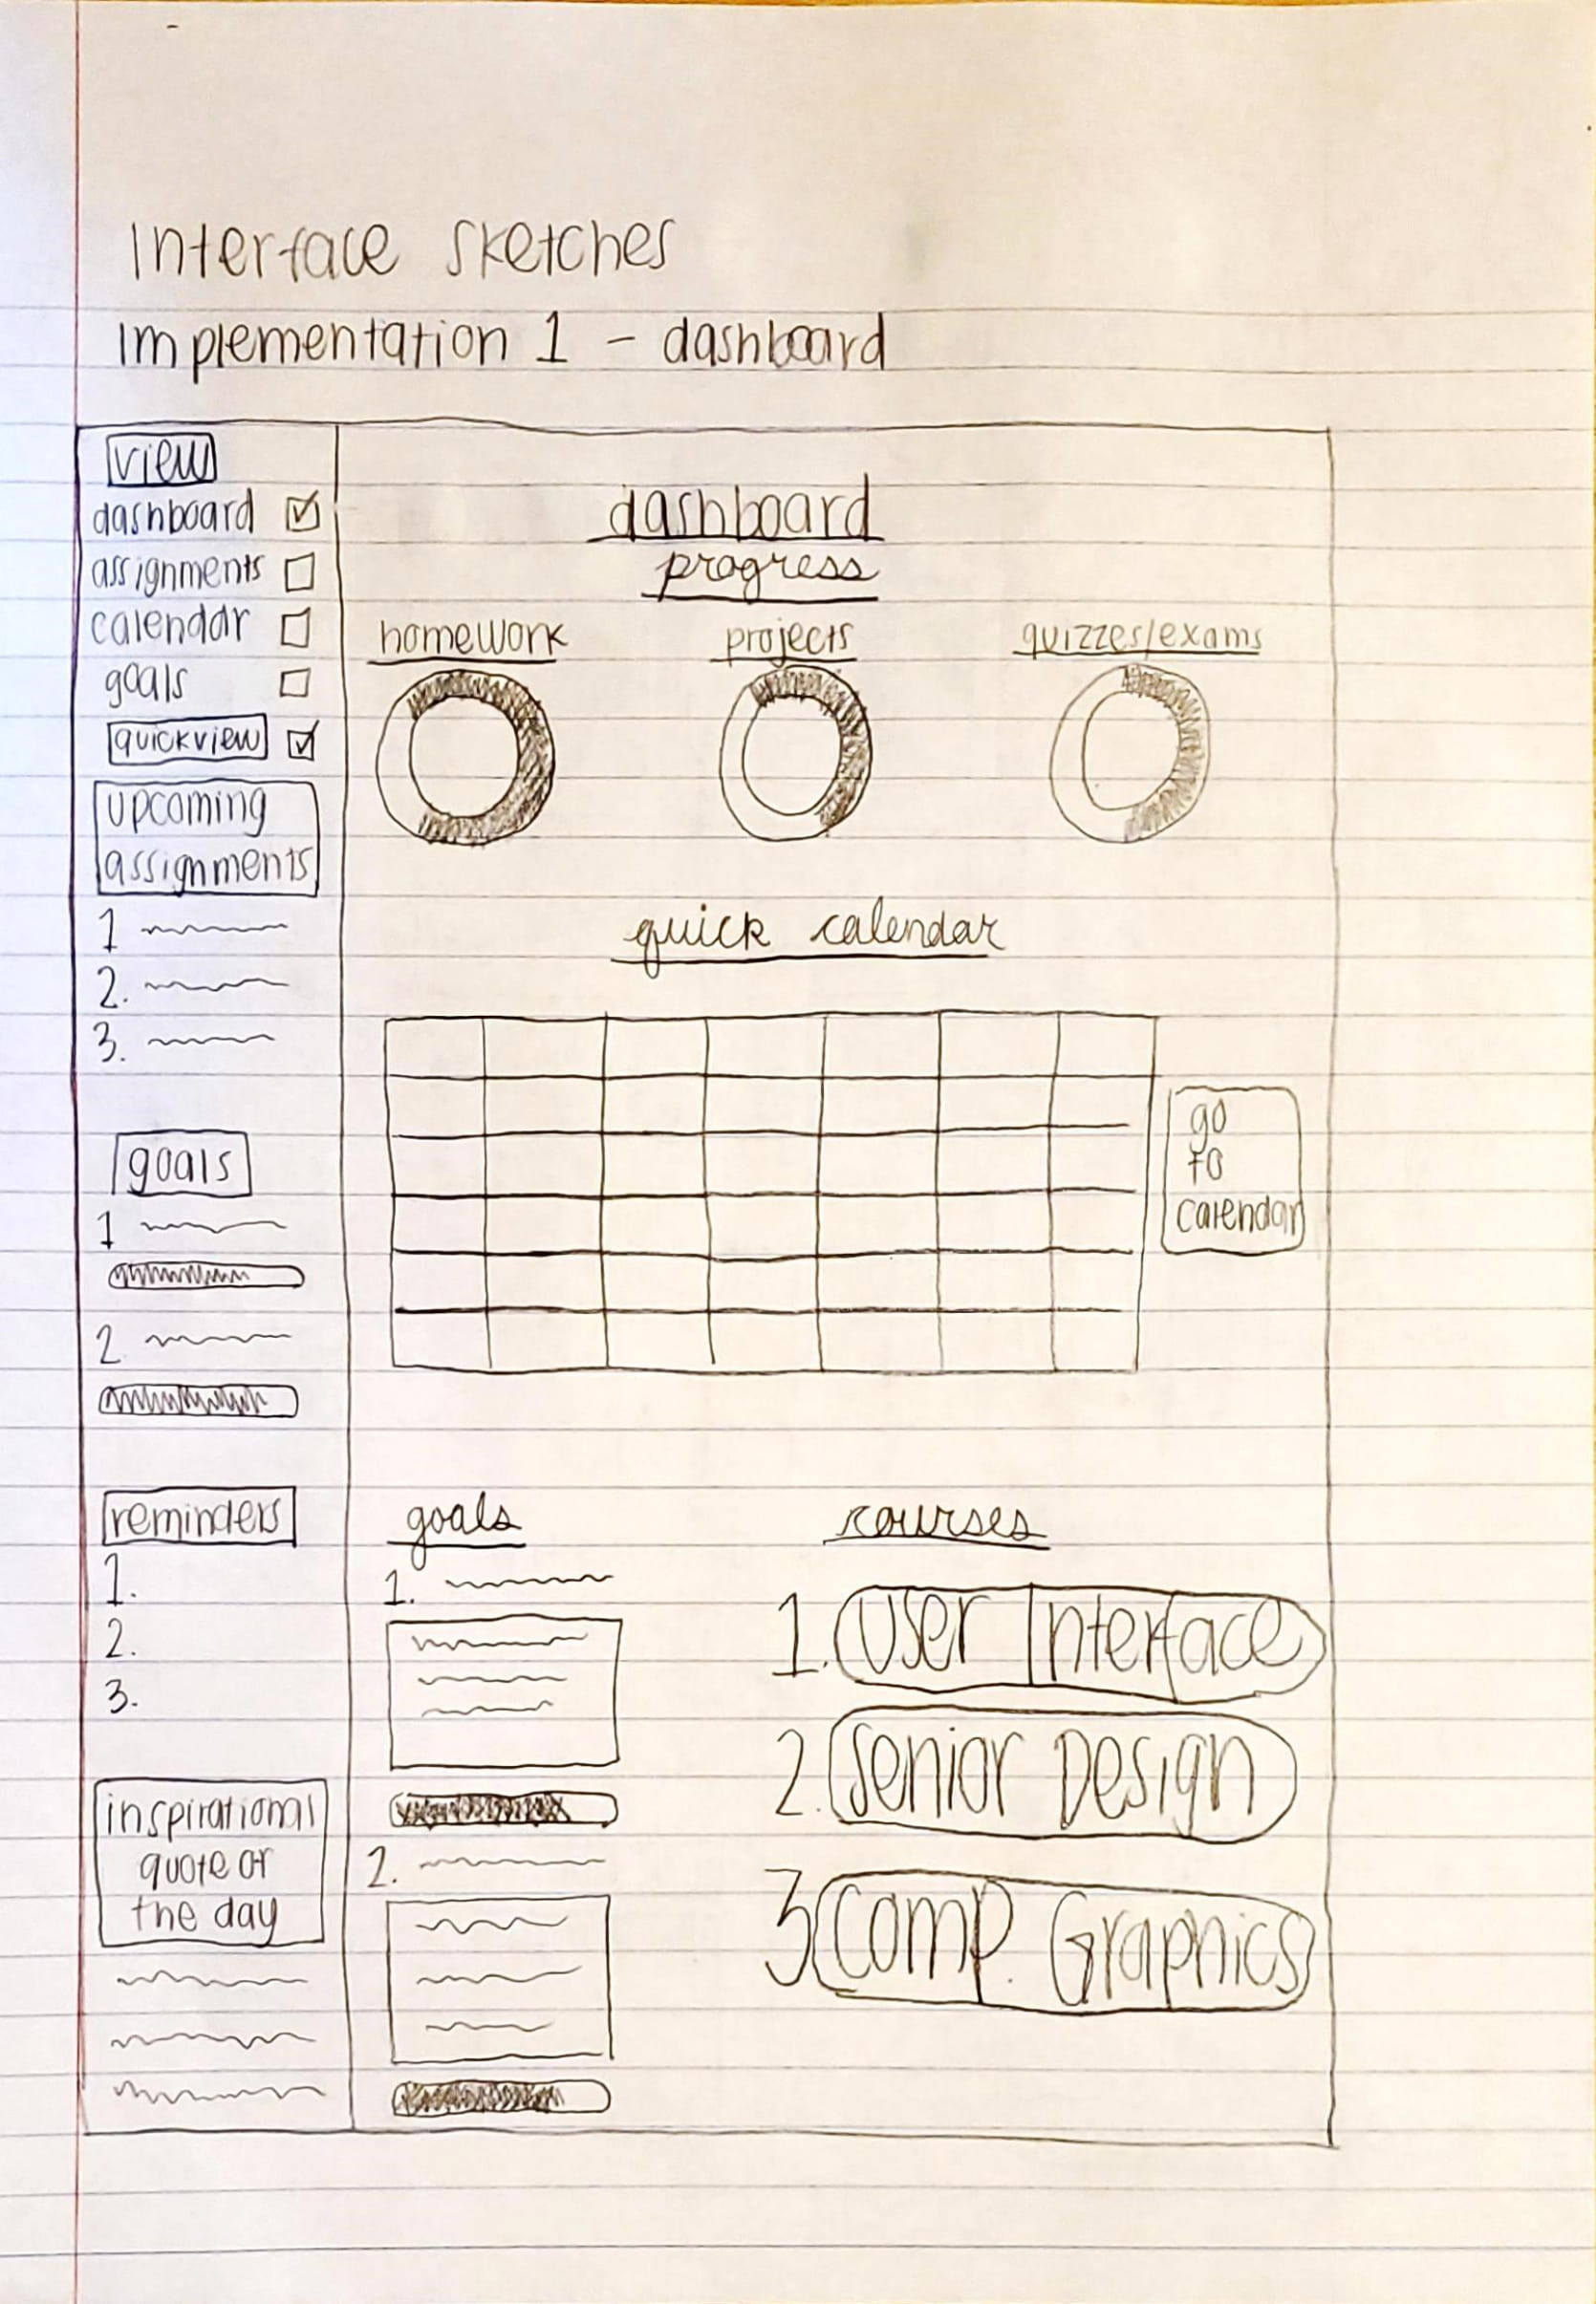 Interface Sketches
Implementation 1 - dashboard
view
dashboard
assignments
calendar
goals
quickview
upcoming
assignments
1
2.
3.
goals
1
2
reminders
1.
2.
3.
inspirational
quote of
the day
dashboard
progress
homework
projects
quizzes/exams
quick calendar
go
to
calendar
goals
1.
2.
courses
1. User Interface
2. Senior Design
3 Comp. Graphics